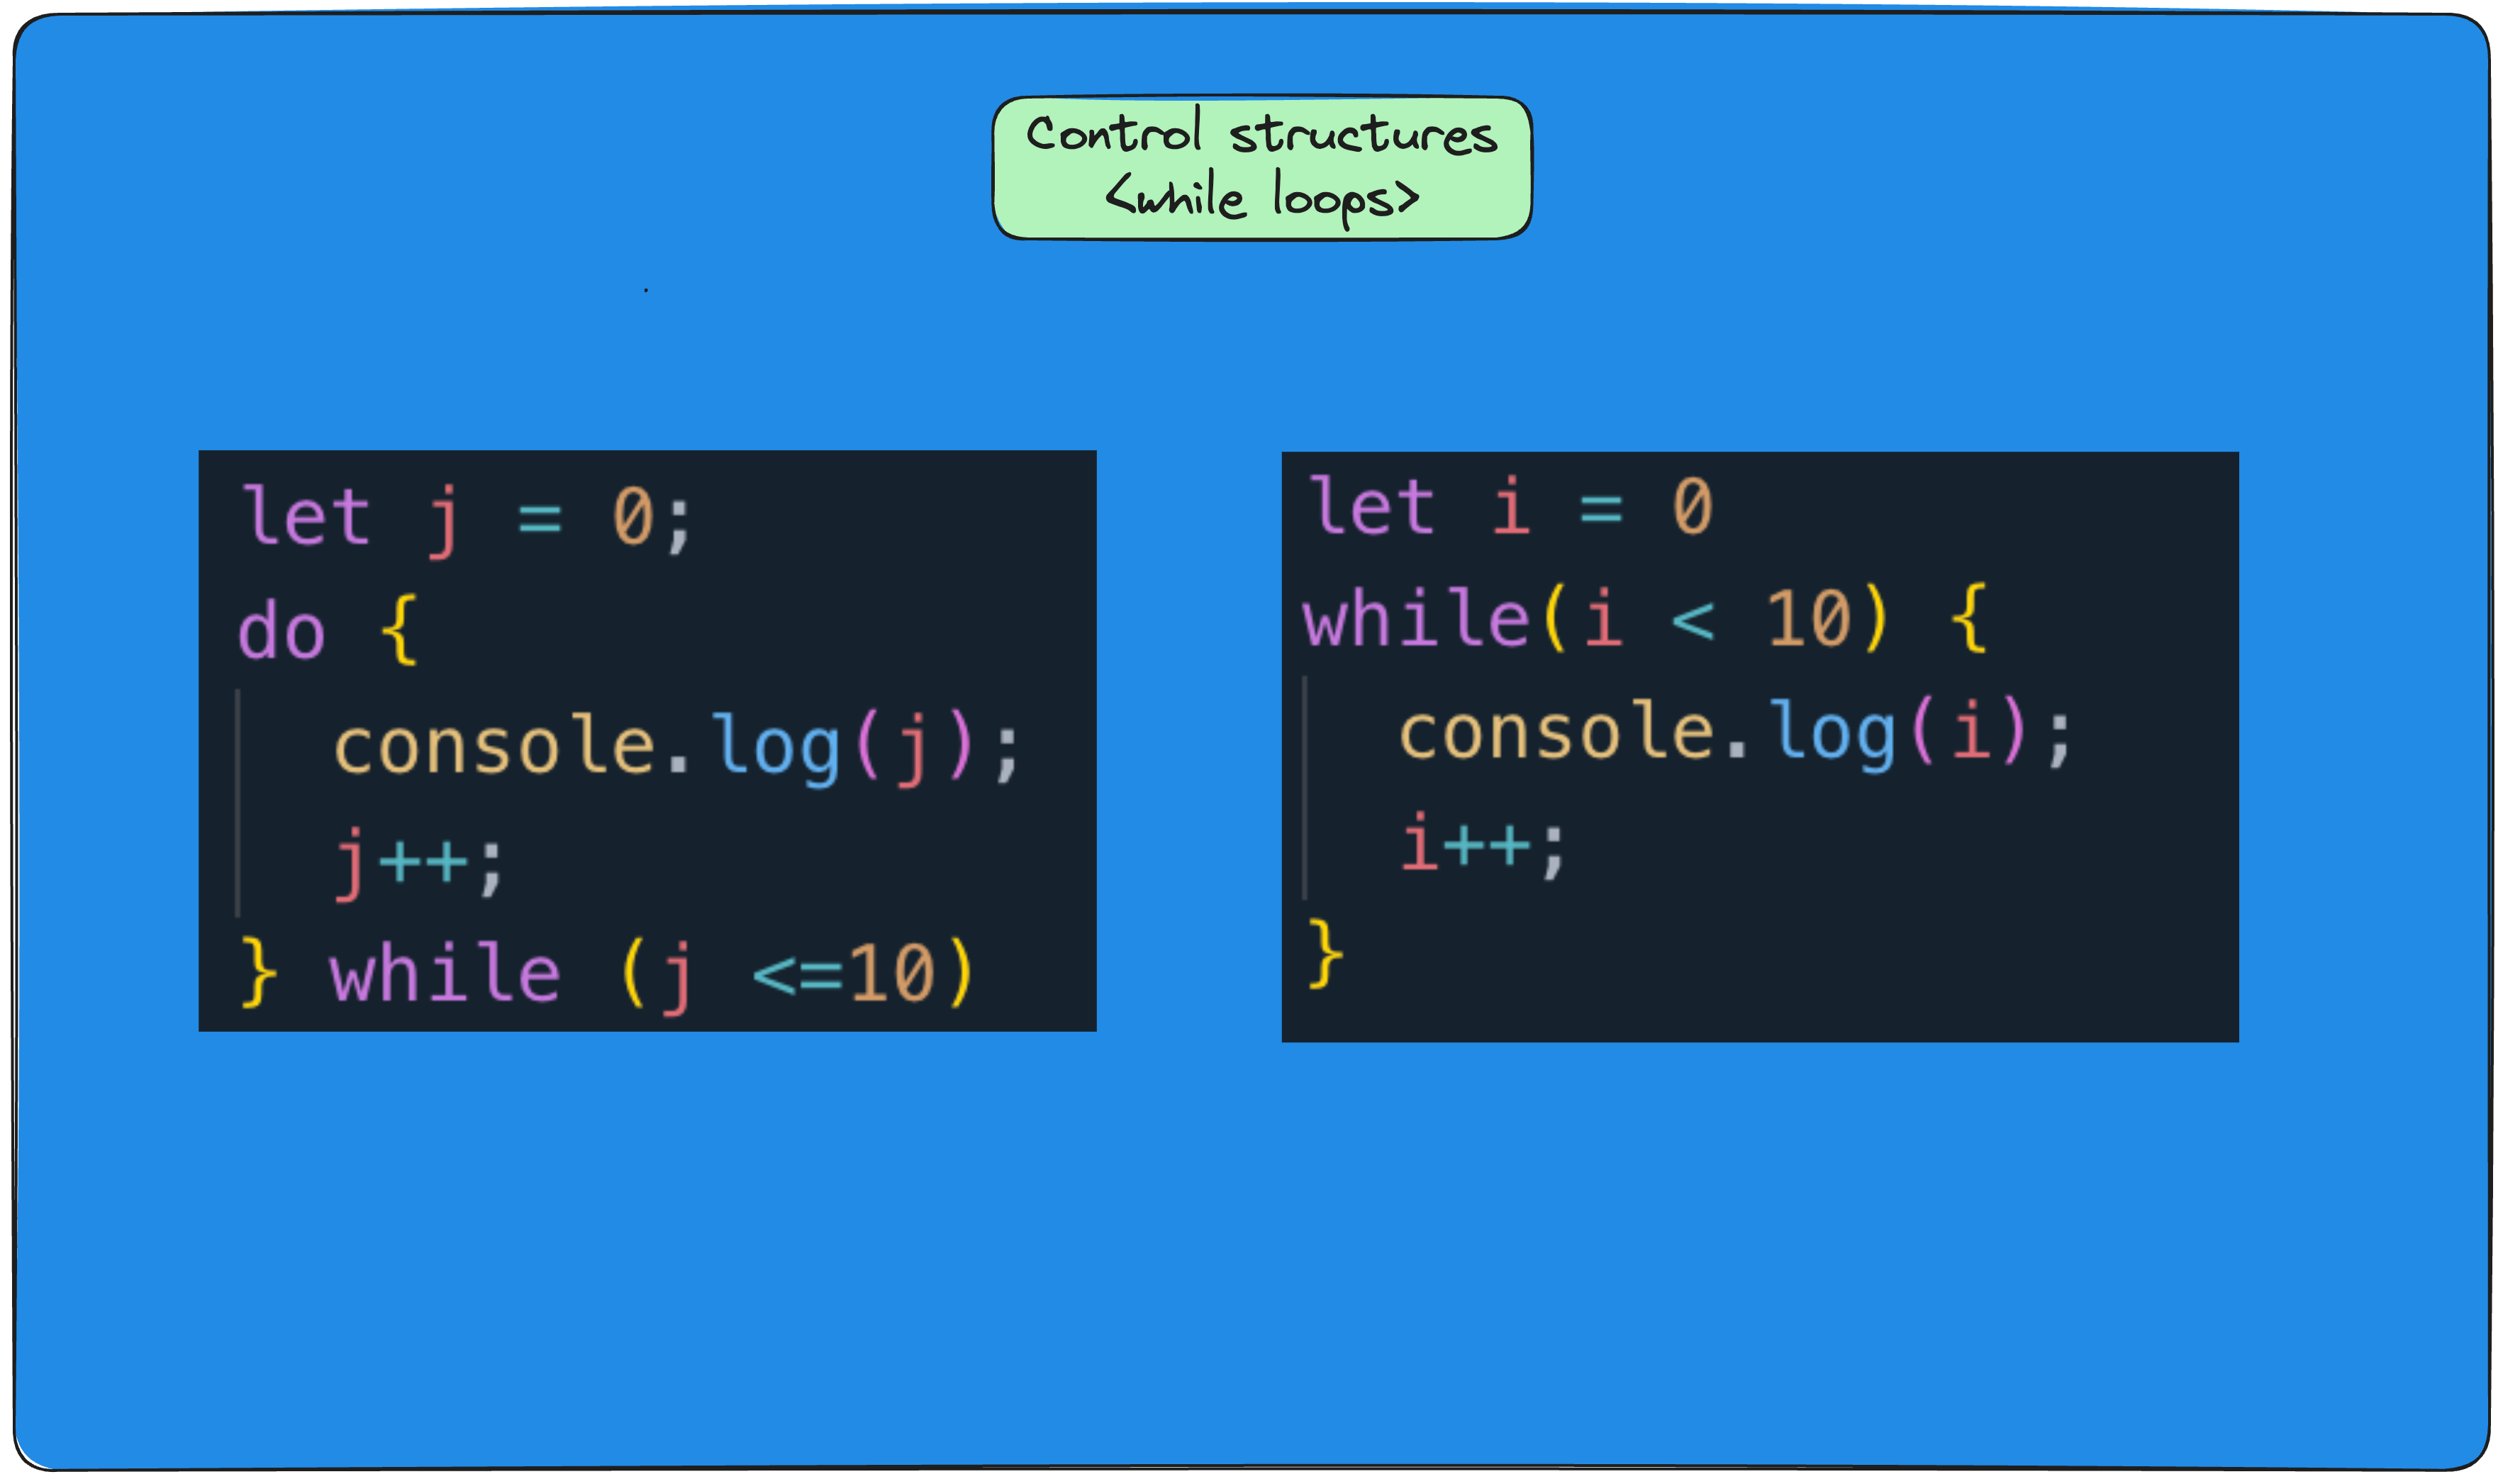 Control structures
<while loops>
let j = 0;
do {
console.log(j);
j++;
} while (j <=10)
let i = 0
while(i < 10) {
console.log(i);
i++;
}